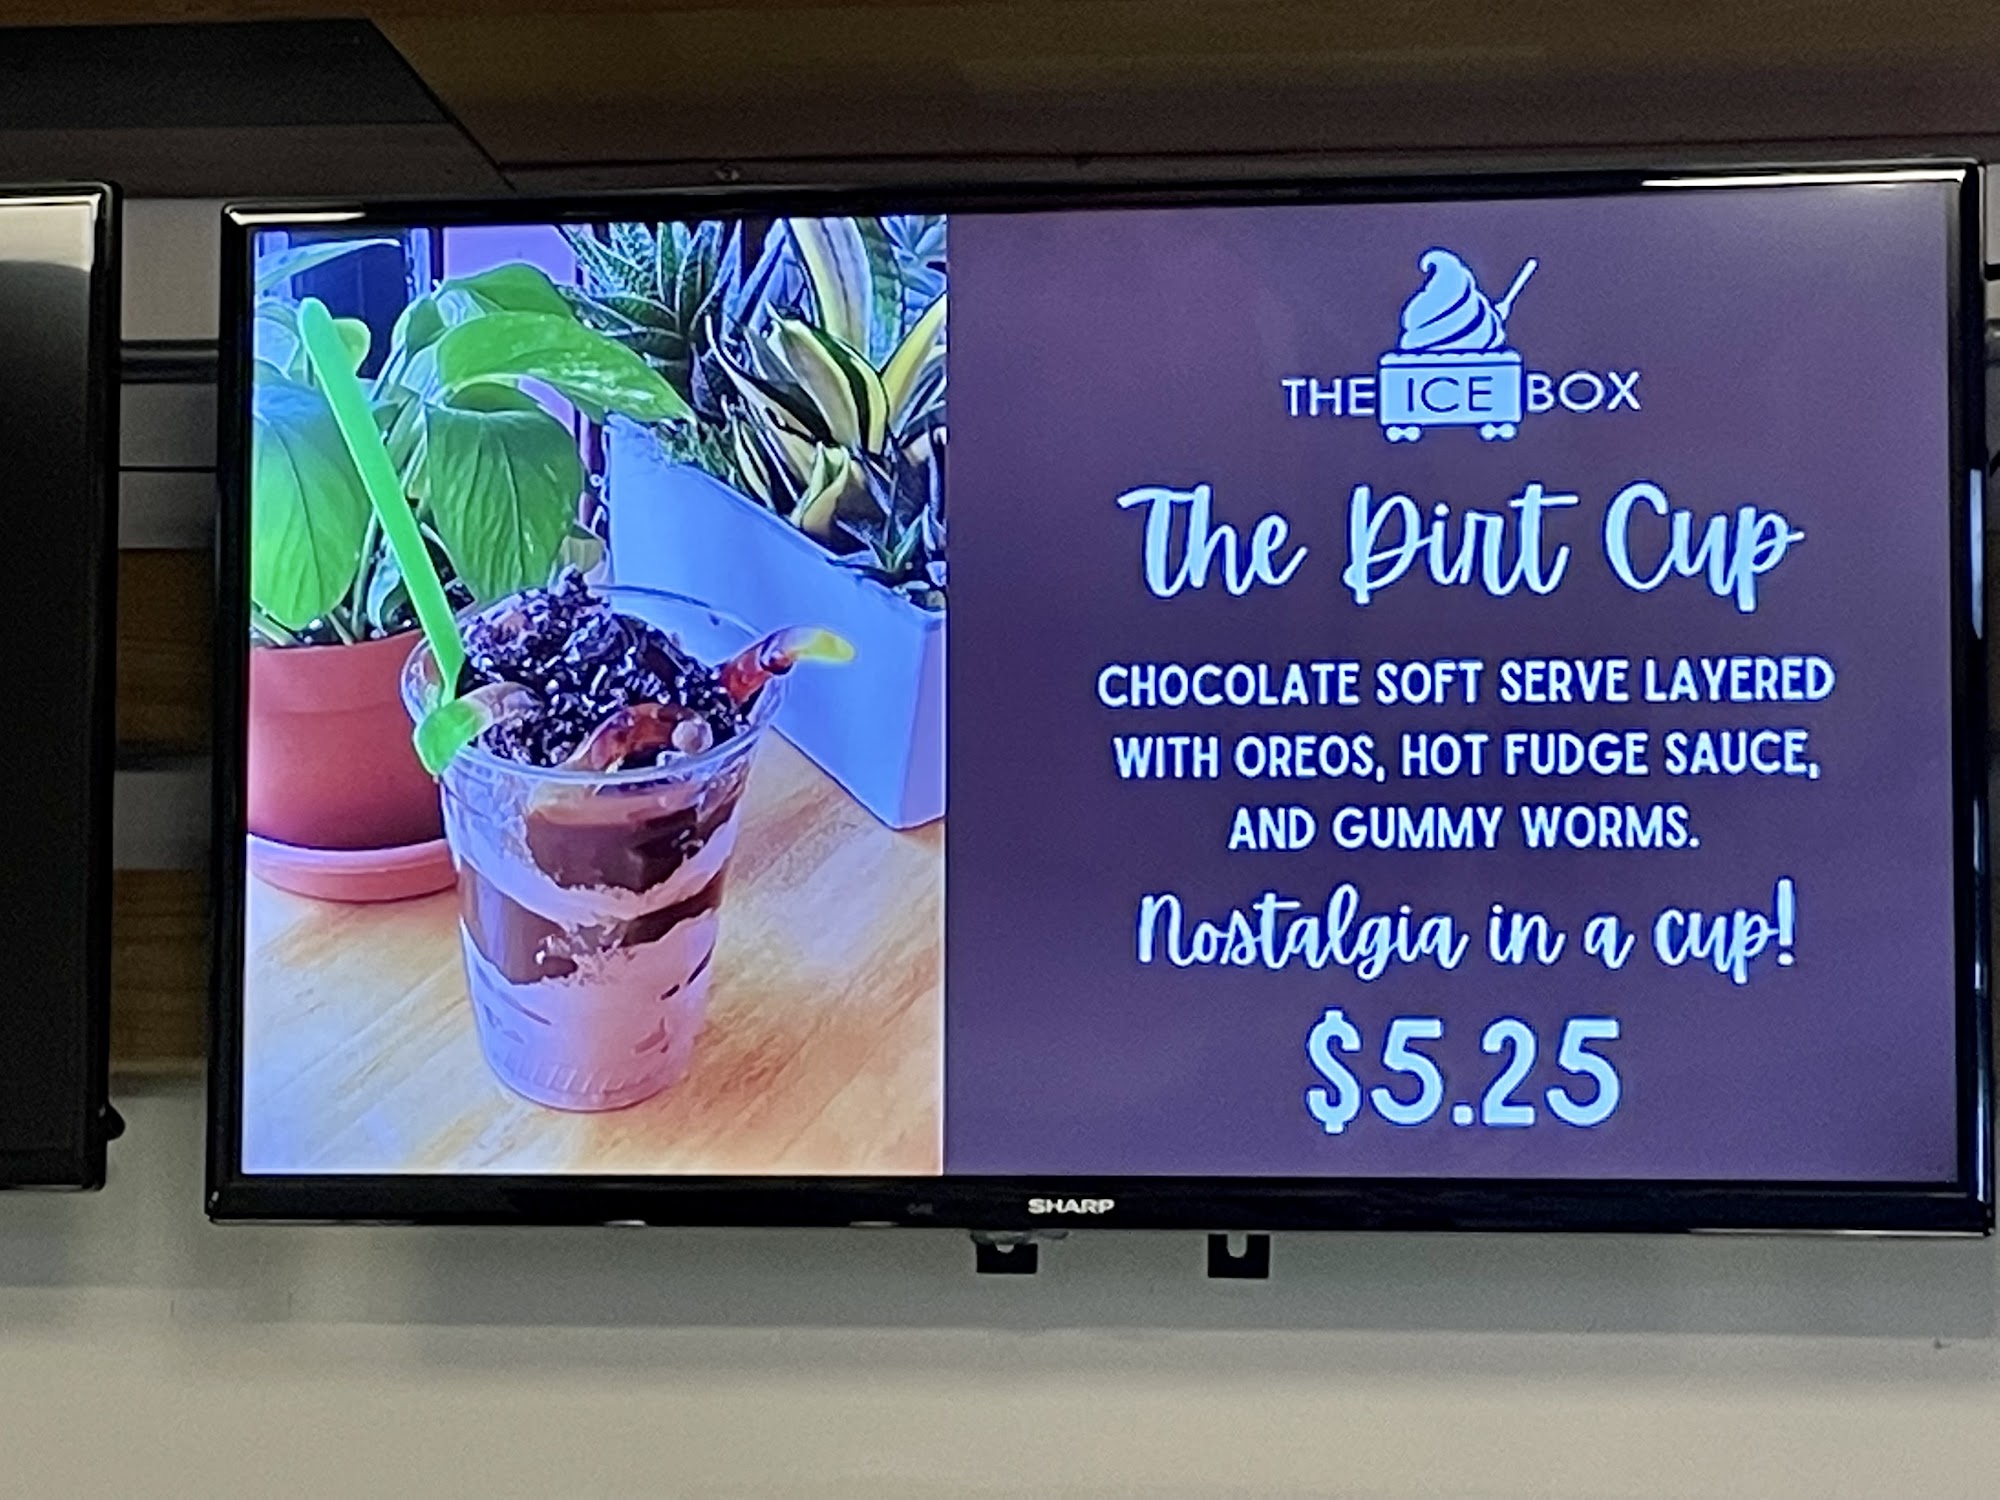 THE ICE BOX
The Dirt Cup
CHOCOLATE SOFT SERVE LAYERED
WITH OREOS, HOT FUDGE SAUCE,
AND GUMMY WORMS.
Nostalgia in a cup!
$5.25
SHARP